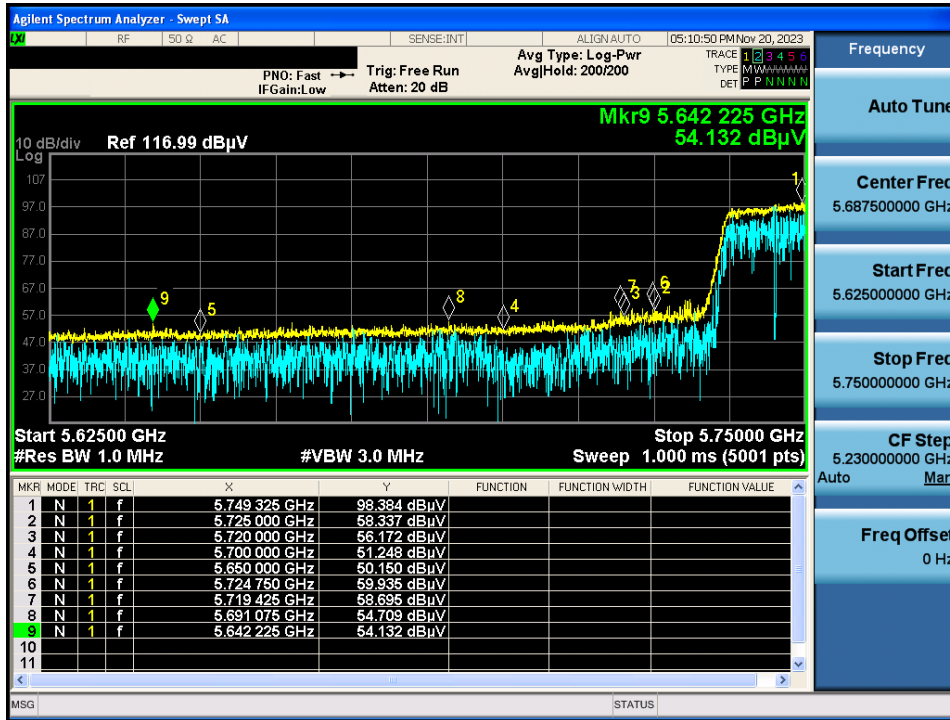 Agilent Spectrum Analyzer - Swept SA
LXI RF 50 Ω AC SENSE:INT ALIGN AUTO 05:10:50 PM Nov 20, 2023
PNO: Fast
IFGain:Low
Trig: Free Run
Atten: 20 dB
Avg Type: Log-Pwr
Avg|Hold: 200/200
TRACE 1 2 3 4 5 6
TYPE M W
DET P P N N N N
Mkr9 5.642 225 GHz
54.132 dBµV
10 dB/div Ref 116.99 dBµV
Log
107
97.0
87.0
77.0
67.0
57.0
47.0
37.0
27.0
1
9
5
8
4
7
3
6
2
Start 5.62500 GHz Stop 5.75000 GHz
#Res BW 1.0 MHz #VBW 3.0 MHz Sweep 1.000 ms (5001 pts)
MKR MODE TRC SCL X Y FUNCTION FUNCTION WIDTH FUNCTION VALUE
1 N 1 f 5.749 325 GHz 98.384 dBµV
2 N 1 f 5.725 000 GHz 58.337 dBµV
3 N 1 f 5.720 000 GHz 56.172 dBµV
4 N 1 f 5.700 000 GHz 51.248 dBµV
5 N 1 f 5.650 000 GHz 50.150 dBµV
6 N 1 f 5.724 750 GHz 59.935 dBµV
7 N 1 f 5.719 425 GHz 58.695 dBµV
8 N 1 f 5.691 075 GHz 54.709 dBµV
9 N 1 f 5.642 225 GHz 54.132 dBµV
10
11
MSG STATUS
Frequency
Auto Tune
Center Freq
5.687500000 GHz
Start Freq
5.625000000 GHz
Stop Freq
5.750000000 GHz
CF Step
5.230000000 GHz
Auto Man
Freq Offset
0 Hz